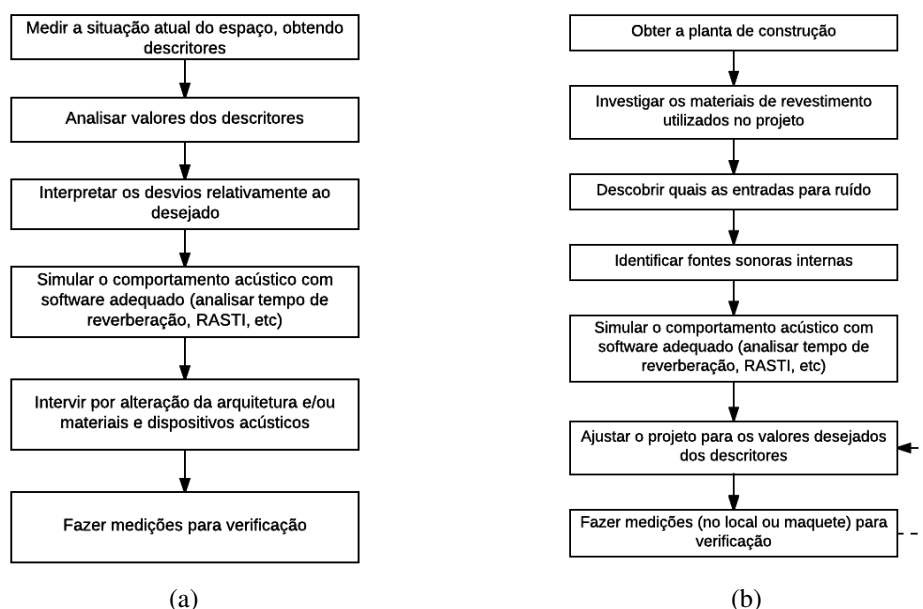 Medir a situação atual do espaço, obtendo
descritores
Analisar valores dos descritores
Interpretar os desvios relativamente ao
desejado
Simular o comportamento acústico com
software adequado (analisar tempo de
reverberação, RASTI, etc)
Intervir por alteração da arquitetura e/ou
materiais e dispositivos acústicos
Fazer medições para verificação
(a)
Obter a planta de construção
Investigar os materiais de revestimento
utilizados no projeto
Descobrir quais as entradas para ruído
Identificar fontes sonoras internas
Simular o comportamento acústico com
software adequado (analisar tempo de
reverberação, RASTI, etc)
Ajustar o projeto para os valores desejados
dos descritores
Fazer medições (no local ou maquete) para
verificação
(b)